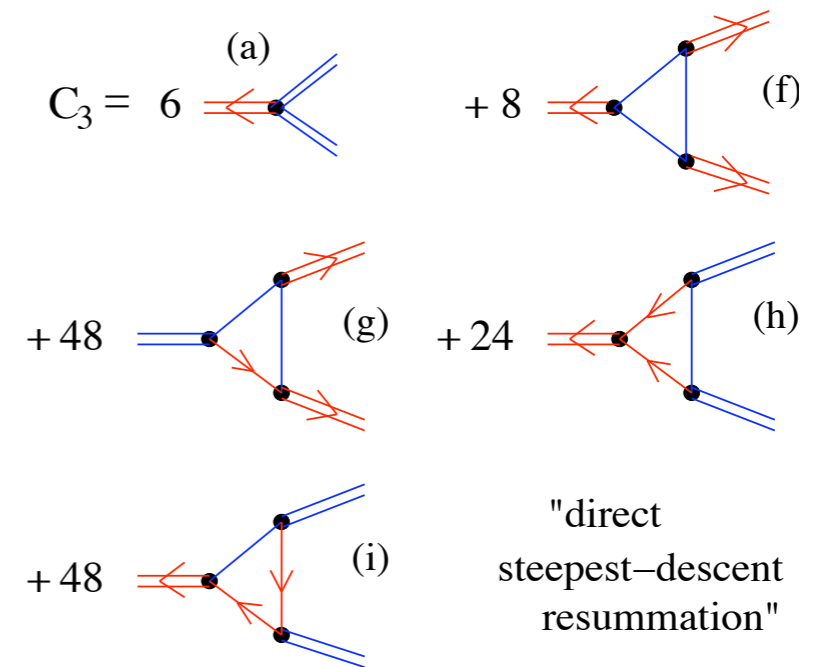 C₃ = 6 (a)
+ 8 (f)
+ 48 (g)
+ 24 (h)
+ 48 (i)
"direct
steepest–descent
resummation"